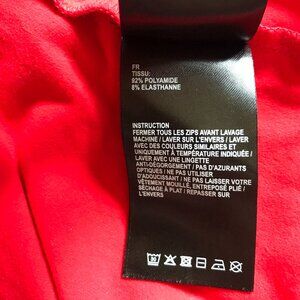 FR
TISSU:
92% POLYAMIDE
8% ELASTHANNE
INSTRUCTION
FERMER TOUS LES ZIPS AVANT LAVAGE
MACHINE / LAVER SUR L'ENVERS / LAVER
AVEC DES COULEURS SIMILAIRES ET
UNIQUEMENT À TEMPÉRATURE INDIQUÉE /
LAVER AVEC UNE LINGETTE
ANTI-DÉGORGEMENT / PAS D'AZURANTS
OPTIQUES / NE PAS UTILISER
D'ADOUCISSANT / NE PAS LAISSER LE
VÊTEMENT MOUILLÉ, ENTREPOSÉ PLIÉ /
SÉCHAGE À PLAT / REPASSER SUR
L'ENVERS